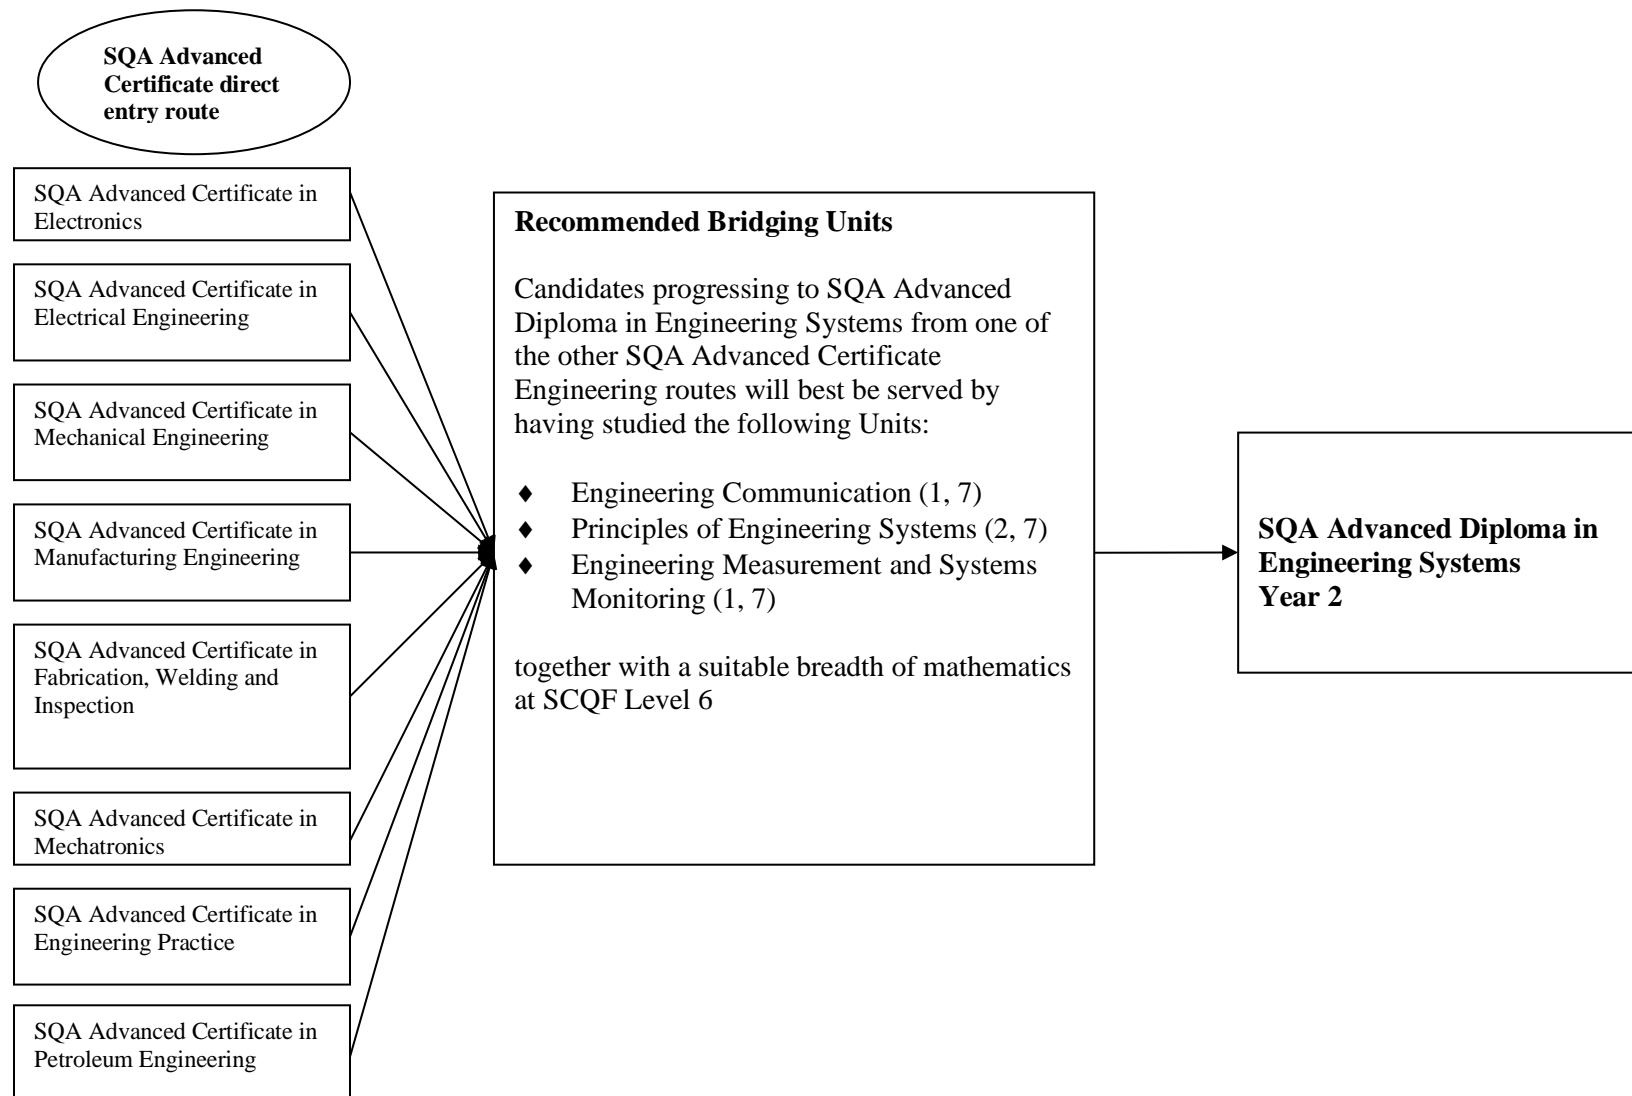 SQA Advanced
Certificate direct
entry route
SQA Advanced Certificate in
Electronics
SQA Advanced Certificate in
Electrical Engineering
SQA Advanced Certificate in
Mechanical Engineering
SQA Advanced Certificate in
Manufacturing Engineering
SQA Advanced Certificate in
Fabrication, Welding and
Inspection
SQA Advanced Certificate in
Mechatronics
SQA Advanced Certificate in
Engineering Practice
SQA Advanced Certificate in
Petroleum Engineering
Recommended Bridging Units
Candidates progressing to SQA Advanced
Diploma in Engineering Systems from one of
the other SQA Advanced Certificate
Engineering routes will best be served by
having studied the following Units:
♦ Engineering Communication (1, 7)
♦ Principles of Engineering Systems (2, 7)
♦ Engineering Measurement and Systems
Monitoring (1, 7)
together with a suitable breadth of mathematics
at SCQF Level 6
SQA Advanced Diploma in
Engineering Systems
Year 2